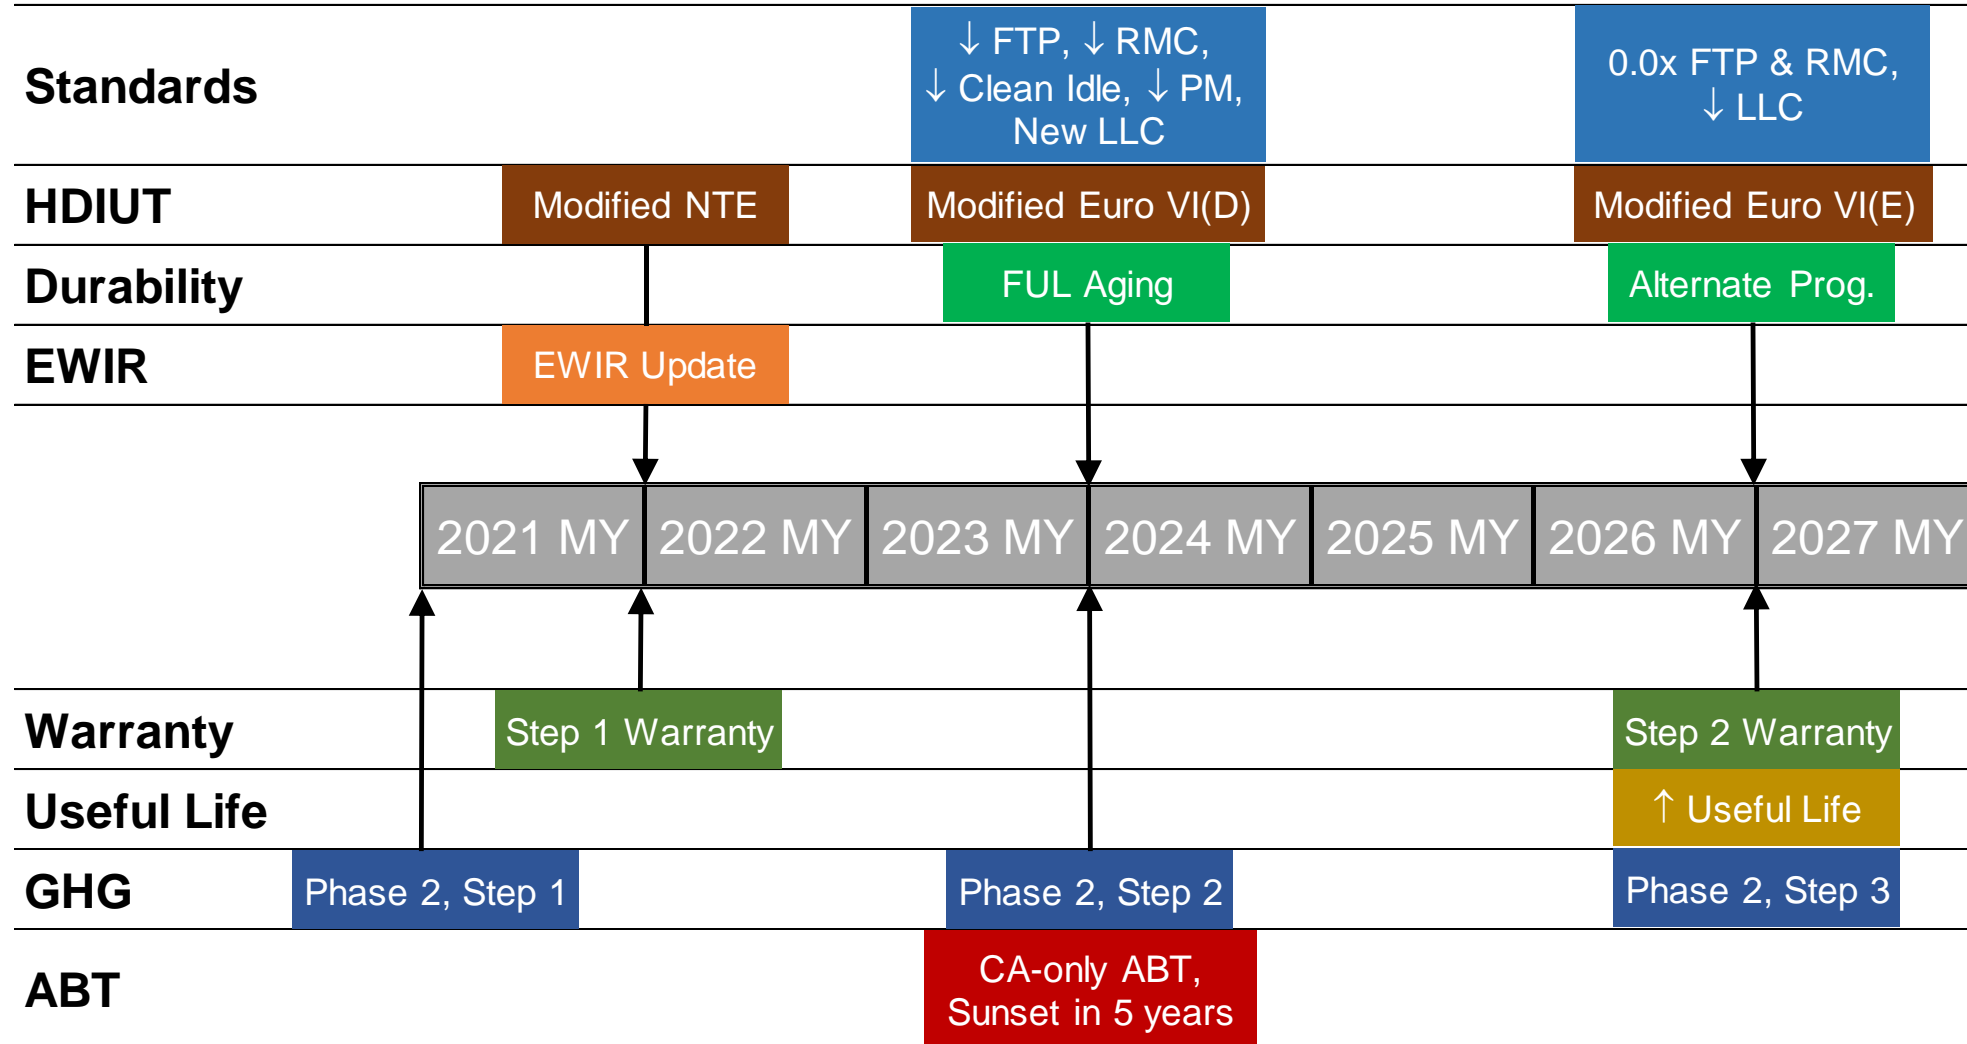 Standards
↓ FTP, ↓ RMC,
↓ Clean Idle, ↓ PM,
New LLC
0.0x FTP & RMC,
↓ LLC
HDIUT
Modified NTE
Modified Euro VI(D)
Modified Euro VI(E)
Durability
FUL Aging
Alternate Prog.
EWIR
EWIR Update
2021 MY
2022 MY
2023 MY
2024 MY
2025 MY
2026 MY
2027 MY
Warranty
Step 1 Warranty
Step 2 Warranty
Useful Life
↑ Useful Life
GHG
Phase 2, Step 1
Phase 2, Step 2
Phase 2, Step 3
ABT
CA-only ABT,
Sunset in 5 years